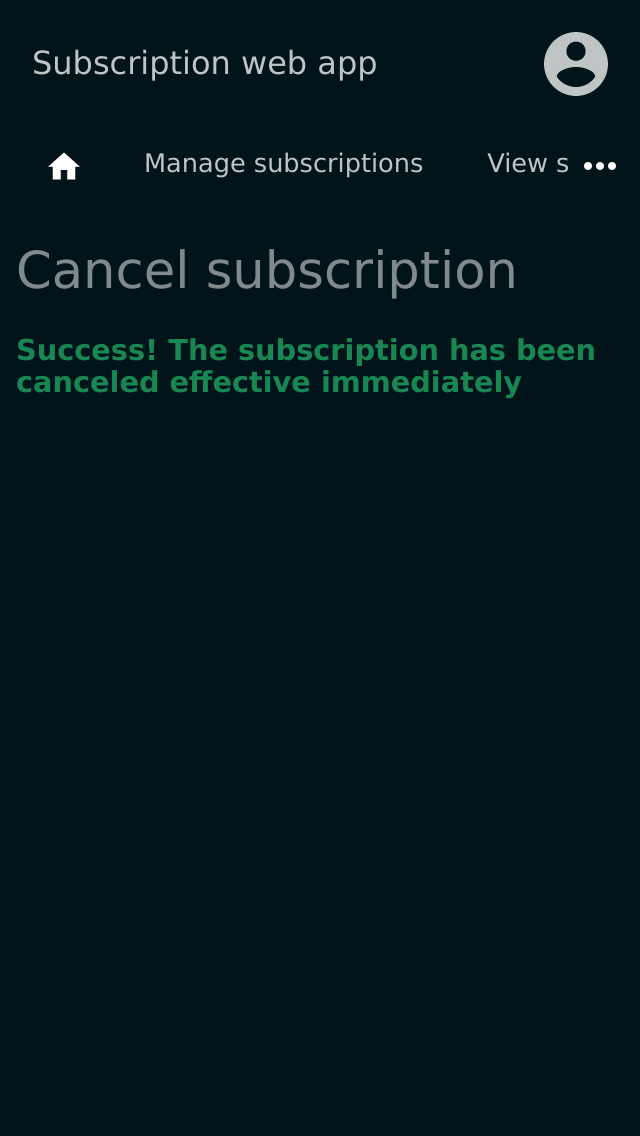 Subscription web app
Manage subscriptions
View s
Cancel subscription
Success! The subscription has been
canceled effective immediately